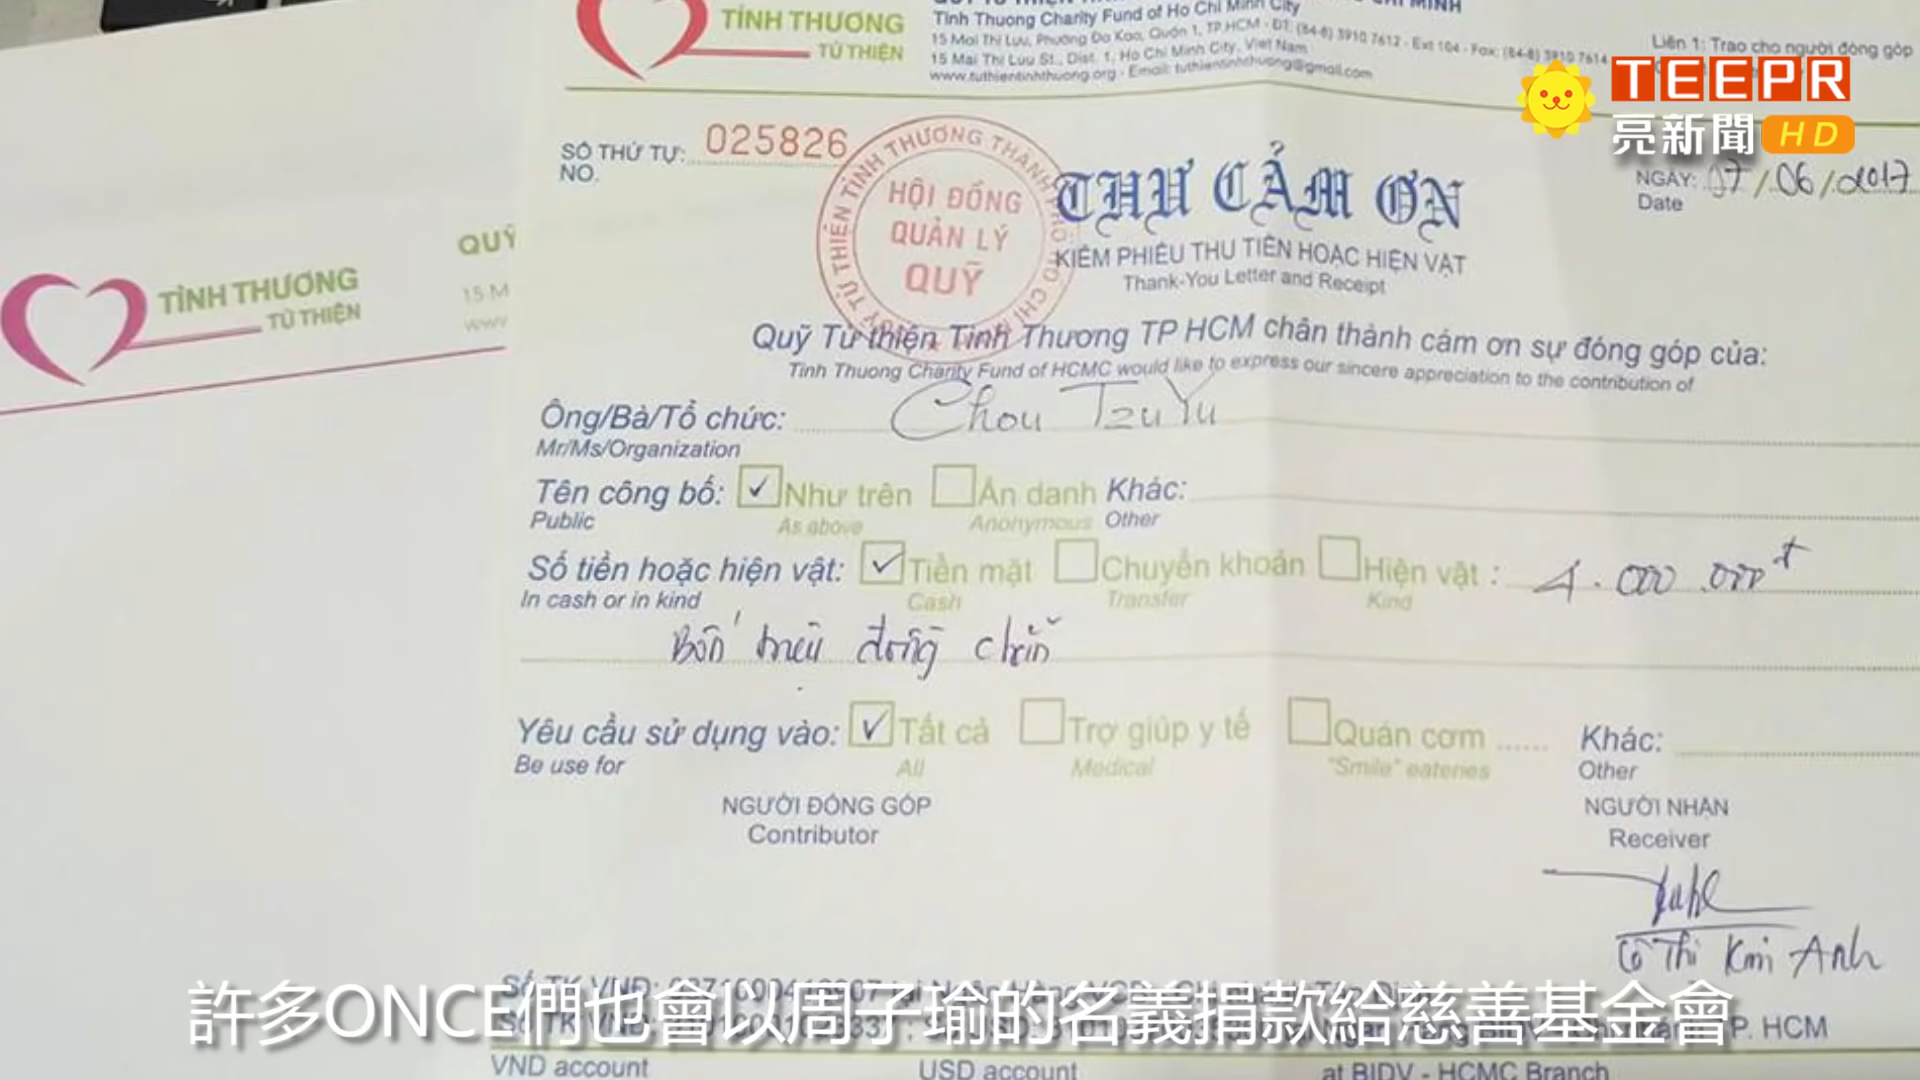 TÌNH THƯƠNG
TỪ THIỆN
Tinh Thuong Charity Fund of Ho Chi Minh City
15 Mai Thị Lựu, Phường Đa Kao, Quận 1, TP.HCM - ĐT: (84-8) 3910 7612 - Ext 104 - Fax: (84-8) 3910 7614
15 Mai Thi Luu St., Dist. 1, Ho Chi Minh City, Viet Nam
www.tuthientinhthuong.org - Email: tuthientinhthuong@gmail.com
Liên 1: Trao cho người đóng góp
TEEPR
亮新聞 HD
SỐ THỨ TỰ: 025826
NO.
HỘI ĐỒNG
QUẢN LÝ
QUỸ
THƯ CẢM ƠN
KIÊM PHIẾU THU TIỀN HOẶC HIỆN VẬT
Thank-You Letter and Receipt
NGÀY: 07/06/2017
Date
QUỸ
TÌNH THƯƠNG
TỪ THIỆN
15 M
www
Quỹ Từ thiện Tình Thương TP HCM chân thành cám ơn sự đóng góp của:
Tinh Thuong Charity Fund of HCMC would like to express our sincere appreciation to the contribution of
Ông/Bà/Tổ chức: Chou TzuYu
Mr/Ms/Organization
Tên công bố: ✓ Như trên Ẩn danh Khác:
Public As above Anonymous Other
Số tiền hoặc hiện vật: ✓ Tiền mặt Chuyển khoản Hiện vật : 4.000.000đ
In cash or in kind Cash Transfer Kind
Bốn triệu đồng chẵn
Yêu cầu sử dụng vào: ✓ Tất cả Trợ giúp y tế Quán cơm ...... Khác:
Be use for All Medical "Smile" eateries Other
NGƯỜI ĐÓNG GÓP NGƯỜI NHẬN
Contributor Receiver
Thị Kim Anh
許多ONCE們也會以周子瑜的名義捐款給慈善基金會
Số TK VND:
P. HCM
VND account USD account at BIDV - HCMC Branch